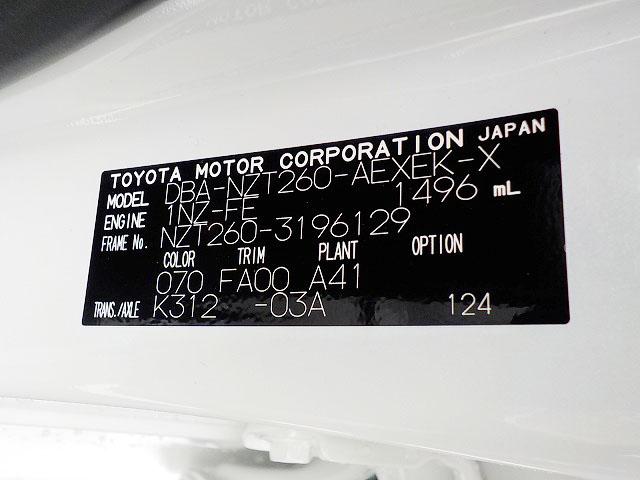 TOYOTA MOTOR CORPORATION JAPAN
MODEL DBA-NZT260-AEXEK-X
ENGINE 1NZ-FE 1496 mL
FRAME No. NZT260-3196129
COLOR TRIM PLANT OPTION
070 FA00 A41
TRANS./AXLE K312 -03A 124